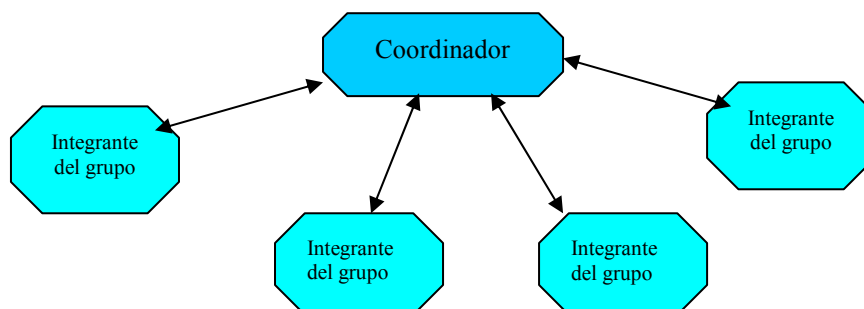 Coordinador
Integrante
del grupo
Integrante
del grupo
Integrante
del grupo
Integrante
del grupo